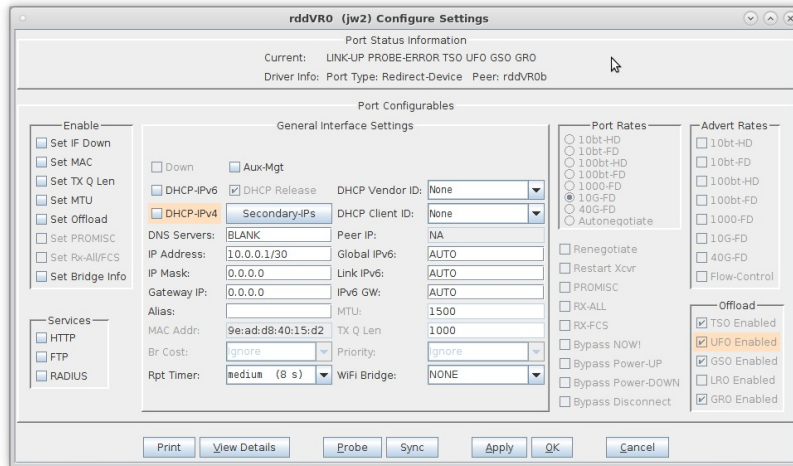 rddVR0 (jw2) Configure Settings
Port Status Information
Current: LINK-UP PROBE-ERROR TSO UFO GSO GRO
Driver Info: Port Type: Redirect-Device Peer: rddVR0b
Port Configurables
Enable
Set IF Down
Set MAC
Set TX Q Len
Set MTU
Set Offload
Set PROMISC
Set Rx-All/FCS
Set Bridge Info
Services
HTTP
FTP
RADIUS
General Interface Settings
Down Aux-Mgt
DHCP-IPv6 DHCP Release DHCP Vendor ID: None
DHCP-IPv4 Secondary-IPs DHCP Client ID: None
DNS Servers: BLANK Peer IP: NA
IP Address: 10.0.0.1/30 Global IPv6: AUTO
IP Mask: 0.0.0.0 Link IPv6: AUTO
Gateway IP: 0.0.0.0 IPv6 GW: AUTO
Alias: MTU: 1500
MAC Addr: 9e:ad:d8:40:15:d2 TX Q Len 1000
Br Cost: Ignore Priority: Ignore
Rpt Timer: medium (8 s) WiFi Bridge: NONE
Port Rates
10bt-HD
10bt-FD
100bt-HD
100bt-FD
1000-FD
10G-FD
40G-FD
Autonegotiate
Renegotiate
Restart Xcvr
PROMISC
RX-ALL
RX-FCS
Bypass NOW!
Bypass Power-UP
Bypass Power-DOWN
Bypass Disconnect
Advert Rates
10bt-HD
10bt-FD
100bt-HD
100bt-FD
1000-FD
10G-FD
40G-FD
Flow-Control
Offload
TSO Enabled
UFO Enabled
GSO Enabled
LRO Enabled
GRO Enabled
Print View Details Probe Sync Apply OK Cancel